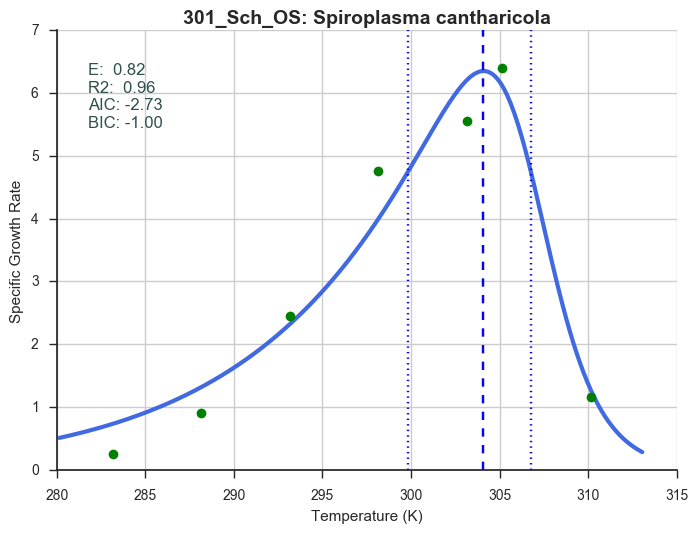 301_Sch_OS: Spiroplasma cantharicola
E: 0.82
R2: 0.96
AIC: -2.73
BIC: -1.00
Specific Growth Rate
7
6
5
4
3
2
1
0
280 285 290 295 300 305 310 315
Temperature (K)